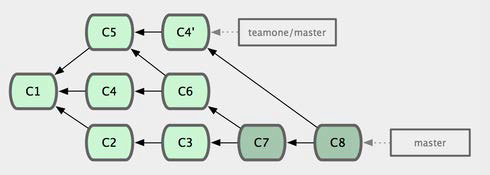 C5 C4' teamone/master
C1 C4 C6
C2 C3 C7 C8 master